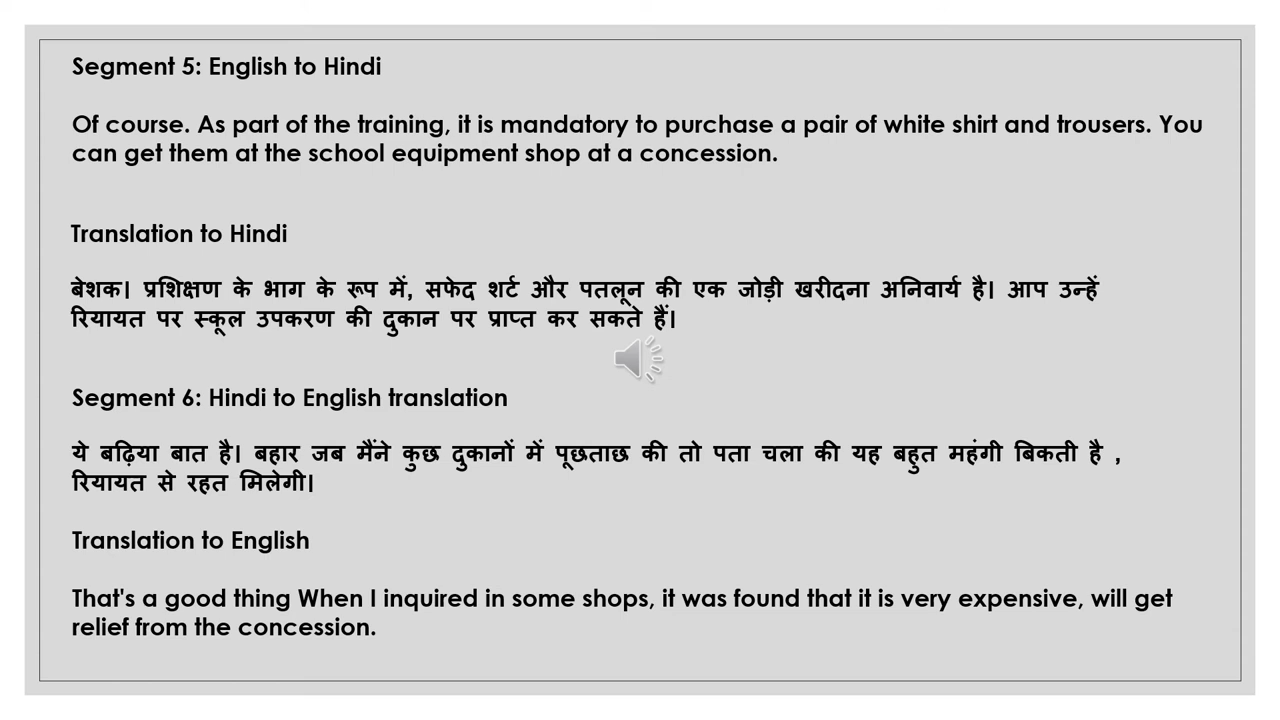 Segment 5: English to Hindi
Of course. As part of the training, it is mandatory to purchase a pair of white shirt and trousers. You
can get them at the school equipment shop at a concession.
Translation to Hindi
बेशक। प्रशिक्षण के भाग के रूप में, सफेद शर्ट और पतलून की एक जोड़ी खरीदना अनिवार्य है। आप उन्हें
रियायत पर स्कूल उपकरण की दुकान पर प्राप्त कर सकते हैं।
Segment 6: Hindi to English translation
ये बढ़िया बात है। बहार जब मैंने कुछ दुकानों में पूछताछ की तो पता चला की यह बहुत महंगी बिकती है ,
रियायत से रहत मिलेगी।
Translation to English
That's a good thing When I inquired in some shops, it was found that it is very expensive, will get
relief from the concession.